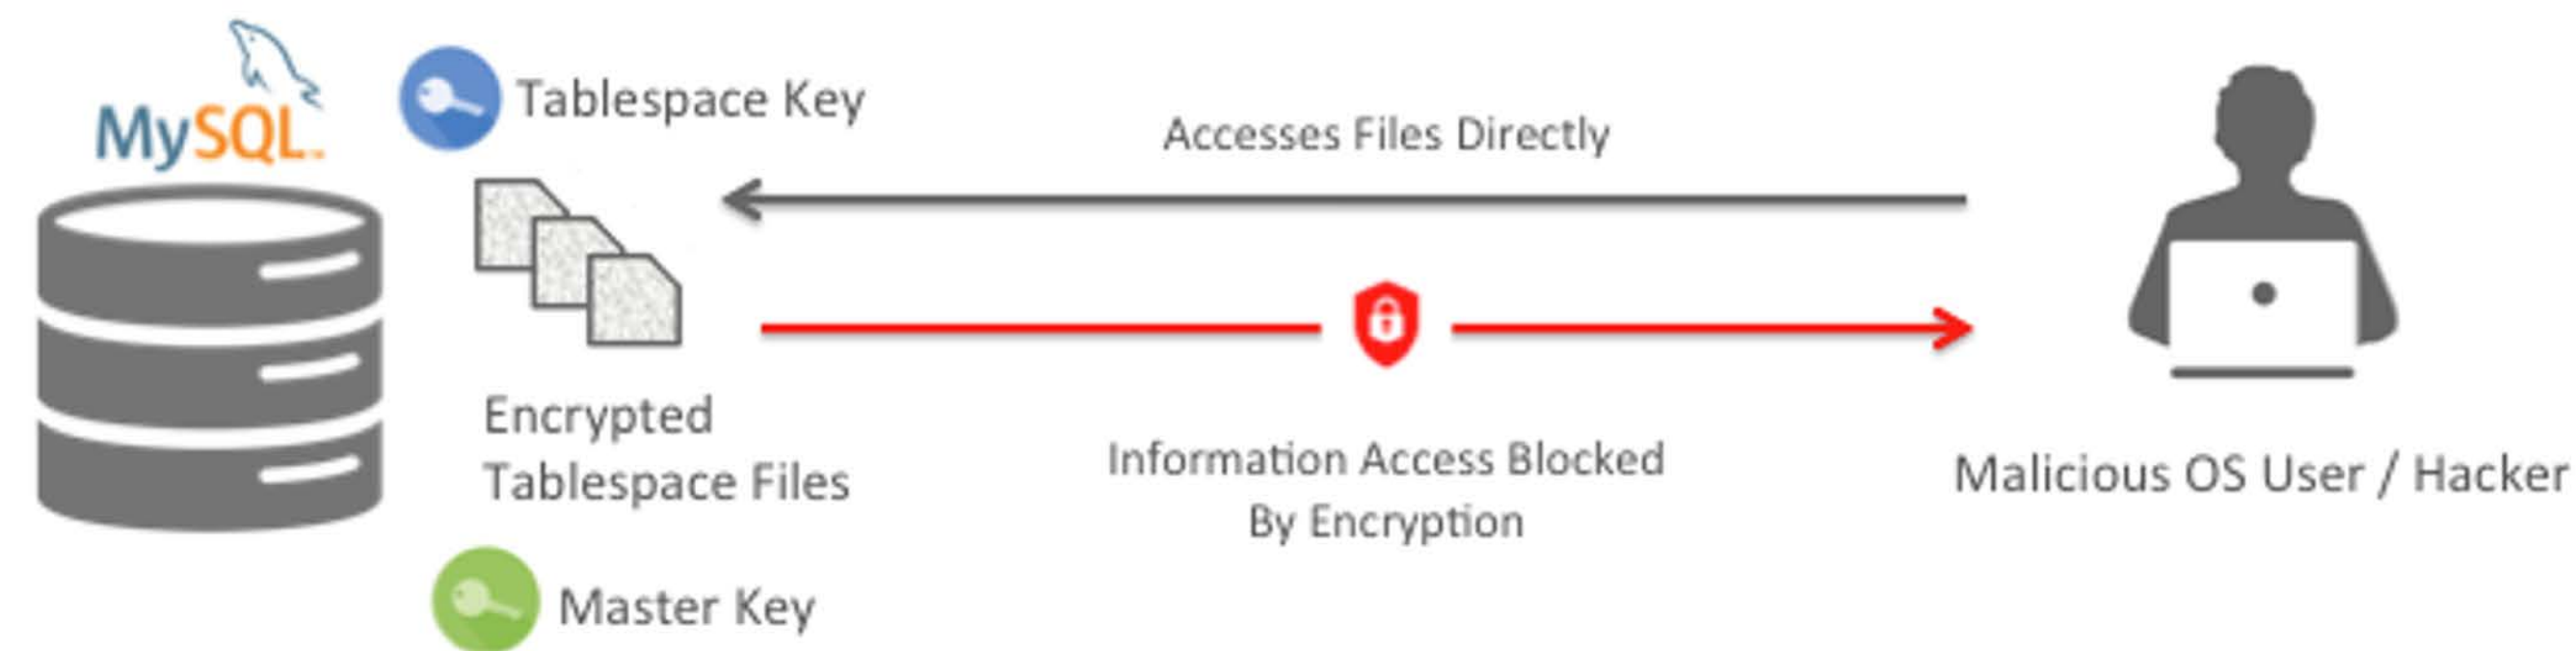 MySQL™
Tablespace Key
Accesses Files Directly
Encrypted
Tablespace Files
Information Access Blocked
By Encryption
Malicious OS User / Hacker
Master Key